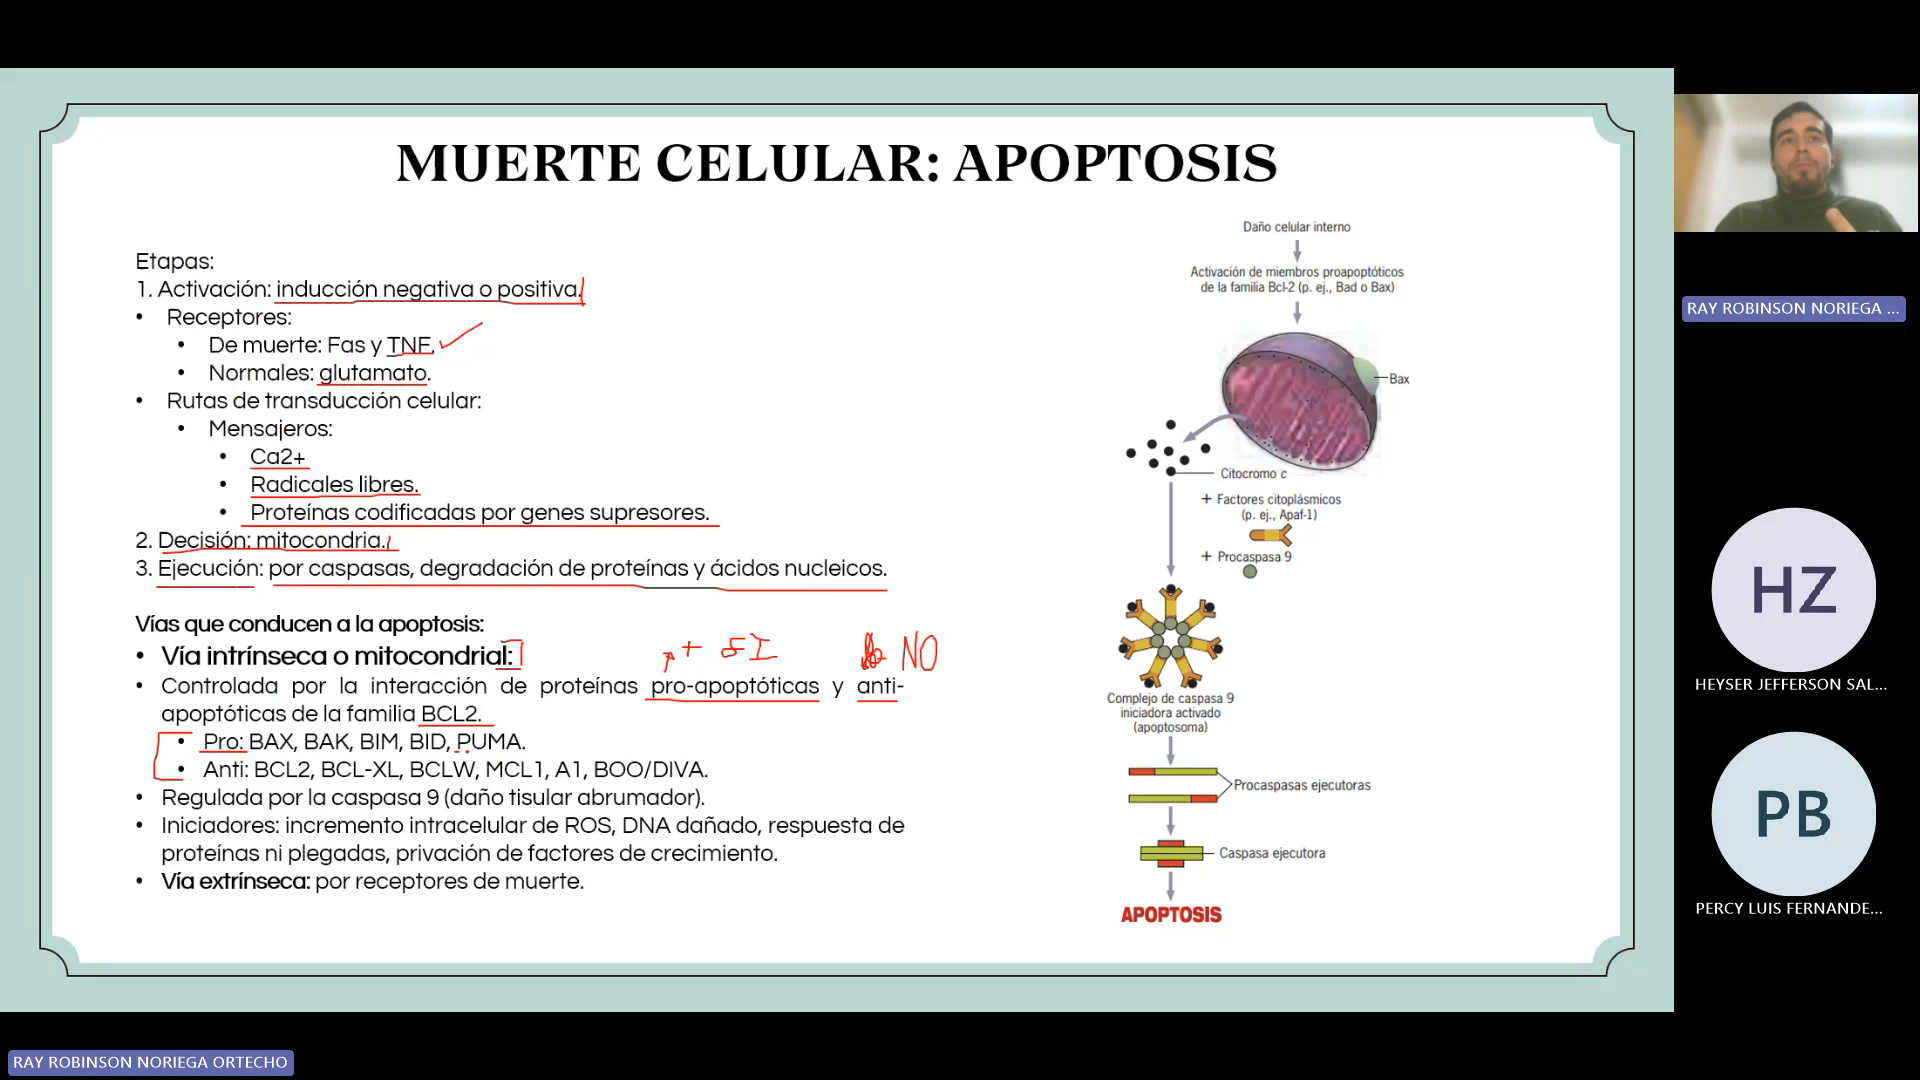 MUERTE CELULAR: APOPTOSIS
Etapas:
1. Activación: inducción negativa o positiva.
• Receptores:
• De muerte: Fas y TNF.
• Normales: glutamato.
• Rutas de transducción celular:
• Mensajeros:
• Ca2+
• Radicales libres.
• Proteínas codificadas por genes supresores.
2. Decisión: mitocondria.
3. Ejecución: por caspasas, degradación de proteínas y ácidos nucleicos.
Vías que conducen a la apoptosis:
• Vía intrínseca o mitocondrial:
+ SI NO
• Controlada por la interacción de proteínas pro-apoptóticas y anti-
apoptóticas de la familia BCL2.
• Pro: BAX, BAK, BIM, BID, PUMA.
• Anti: BCL2, BCL-XL, BCLW, MCL1, A1, BOO/DIVA.
• Regulada por la caspasa 9 (daño tisular abrumador).
• Iniciadores: incremento intracelular de ROS, DNA dañado, respuesta de
proteínas ni plegadas, privación de factores de crecimiento.
• Vía extrínseca: por receptores de muerte.
Daño celular interno
Activación de miembros proapoptóticos
de la familia Bcl-2 (p. ej., Bad o Bax)
Bax
Citocromo c
+ Factores citoplásmicos
(p. ej., Apaf-1)
+ Procaspasa 9
Complejo de caspasa 9
iniciadora activado
(apoptosoma)
Procaspasas ejecutoras
Caspasa ejecutora
APOPTOSIS
RAY ROBINSON NORIEGA ...
HZ
HEYSER JEFFERSON SAL...
PB
PERCY LUIS FERNANDE...
RAY ROBINSON NORIEGA ORTECHO